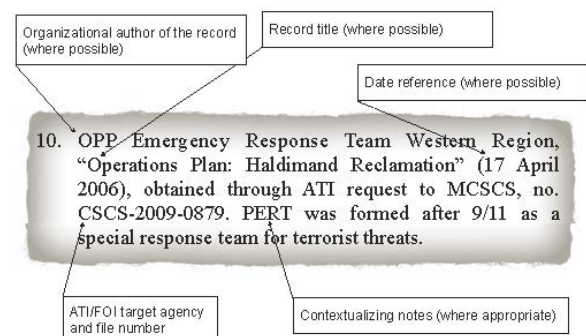 Organizational author of the record
(where possible)
Record title (where possible)
Date reference (where possible)
10. OPP Emergency Response Team Western Region,
“Operations Plan: Haldimand Reclamation” (17 April
2006), obtained through ATI request to MCSCS, no.
CSCS-2009-0879. PERT was formed after 9/11 as a
special response team for terrorist threats.
ATI/FOI target agency
and file number
Contextualizing notes (where appropriate)